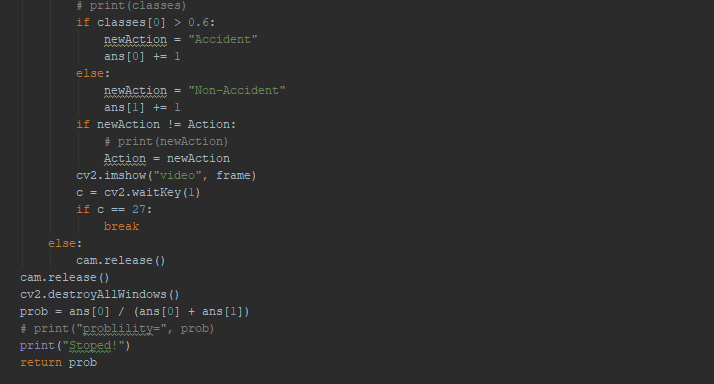 # print(classes)
if classes[0] > 0.6:
newAction = "Accident"
ans[0] += 1
else:
newAction = "Non-Accident"
ans[1] += 1
if newAction != Action:
# print(newAction)
Action = newAction
cv2.imshow("video", frame)
c = cv2.waitKey(1)
if c == 27:
break
else:
cam.release()
cam.release()
cv2.destroyAllWindows()
prob = ans[0] / (ans[0] + ans[1])
# print("problility=", prob)
print("Stoped!")
return prob